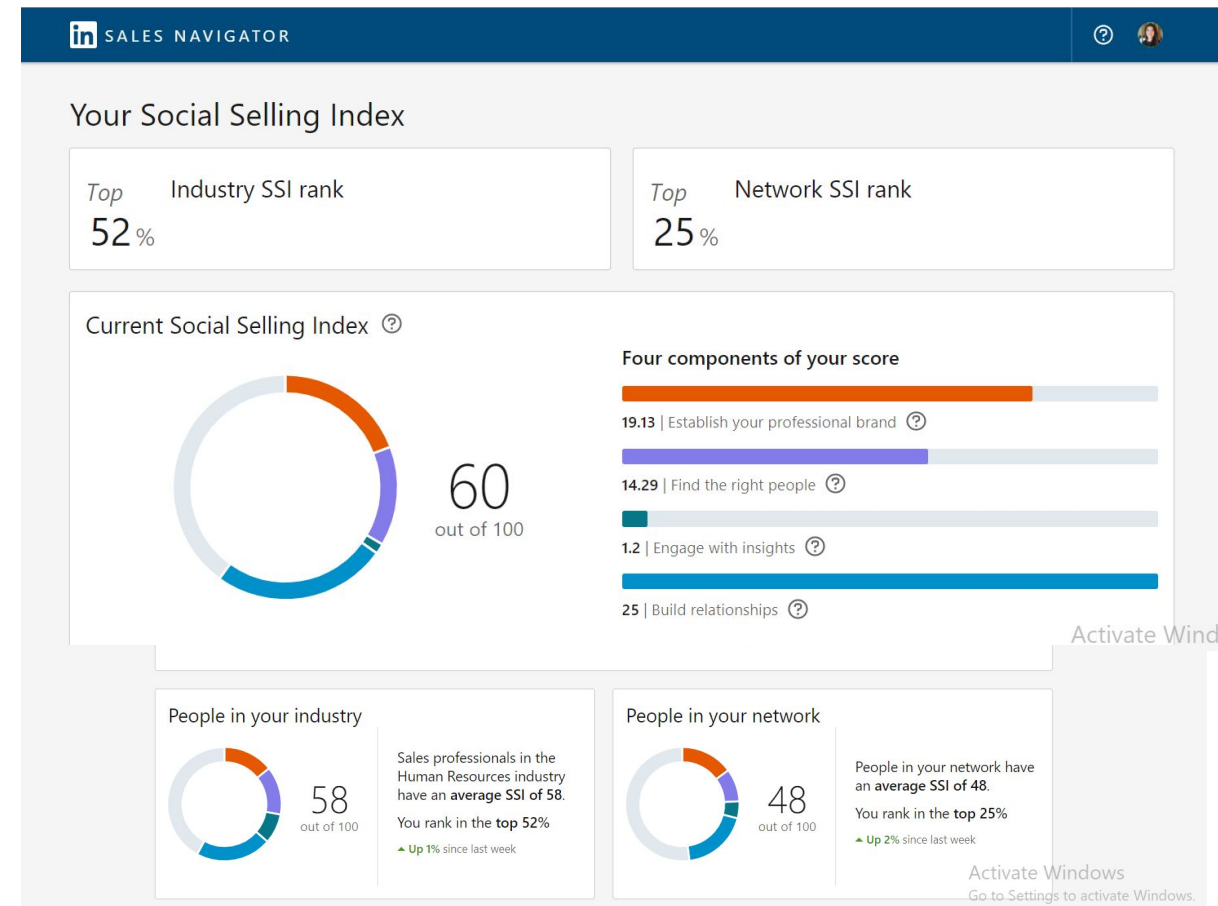 in SALES NAVIGATOR
Your Social Selling Index
Top
52 %
Industry SSI rank
Top
25 %
Network SSI rank
Current Social Selling Index
60
out of 100
Four components of your score
19.13 | Establish your professional brand
14.29 | Find the right people
1.2 | Engage with insights
25 | Build relationships
Activate Wind
People in your industry
58
out of 100
Sales professionals in the
Human Resources industry
have an average SSI of 58.
You rank in the top 52%
Up 1% since last week
People in your network
48
out of 100
People in your network have
an average SSI of 48.
You rank in the top 25%
Up 2% since last week
Activate Windows
Go to Settings to activate Windows.